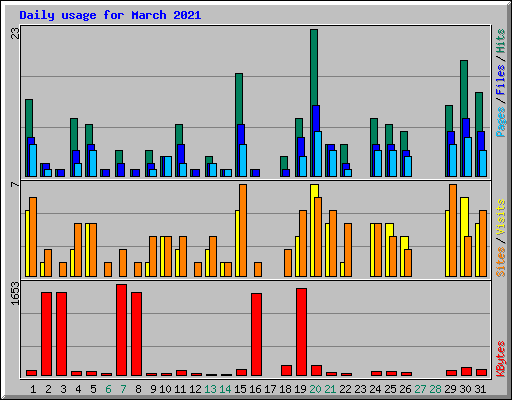 Daily usage for March 2021
23
7
1653
Pages / Files / Hits
Sites / Visits
KBytes
1 2 3 4 5 6 7 8 9 10 11 12 13 14 15 16 17 18 19 20 21 22 23 24 25 26 27 28 29 30 31